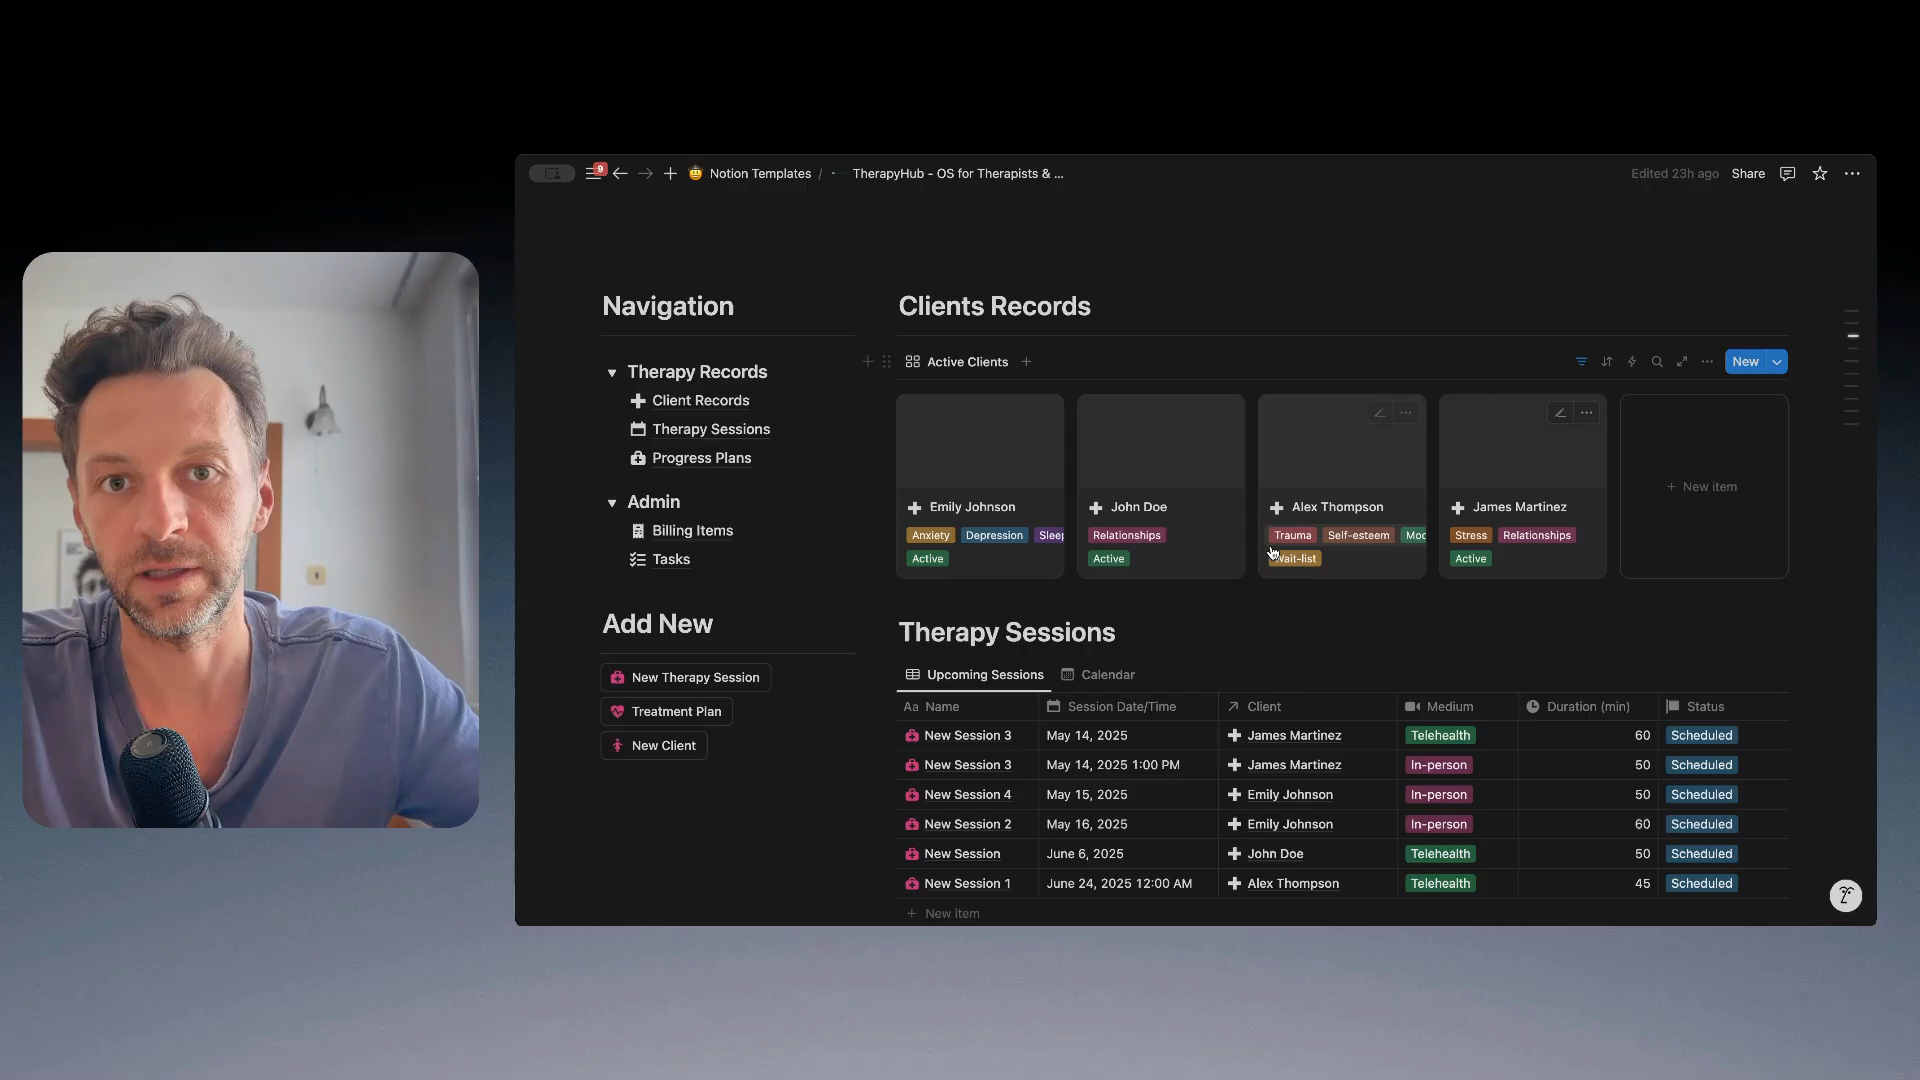 9
Notion Templates / TherapyHub - OS for Therapists & ...
Edited 23h ago Share
Navigation
Therapy Records
Client Records
Therapy Sessions
Progress Plans
Admin
Billing Items
Tasks
Add New
New Therapy Session
Treatment Plan
New Client
Clients Records
Active Clients
New
Emily Johnson
Anxiety Depression Sleep
Active
John Doe
Relationships
Active
Alex Thompson
Trauma Self-esteem Moo
Wait-list
James Martinez
Stress Relationships
Active
+ New item
Therapy Sessions
Upcoming Sessions Calendar
Aa Name Session Date/Time Client Medium Duration (min) Status
New Session 3 May 14, 2025 James Martinez Telehealth 60 Scheduled
New Session 3 May 14, 2025 1:00 PM James Martinez In-person 50 Scheduled
New Session 4 May 15, 2025 Emily Johnson In-person 50 Scheduled
New Session 2 May 16, 2025 Emily Johnson In-person 60 Scheduled
New Session June 6, 2025 John Doe Telehealth 50 Scheduled
New Session 1 June 24, 2025 12:00 AM Alex Thompson Telehealth 45 Scheduled
+ New item